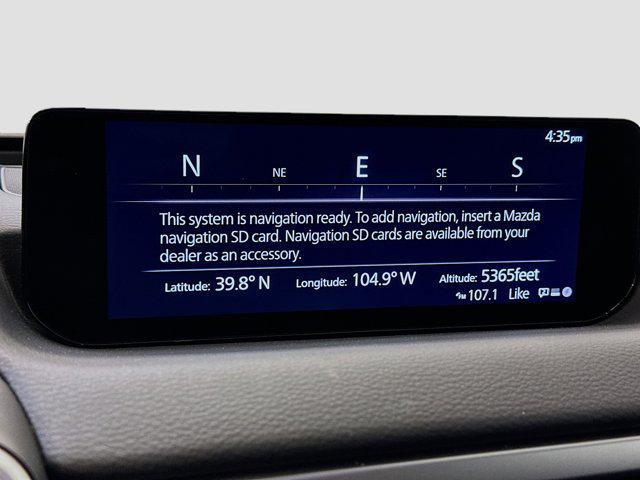 4:35pm
N NE E SE S
This system is navigation ready. To add navigation, insert a Mazda
navigation SD card. Navigation SD cards are available from your
dealer as an accessory.
Latitude: 39.8° N Longitude: 104.9° W Altitude: 5365feet
FM 107.1 Like